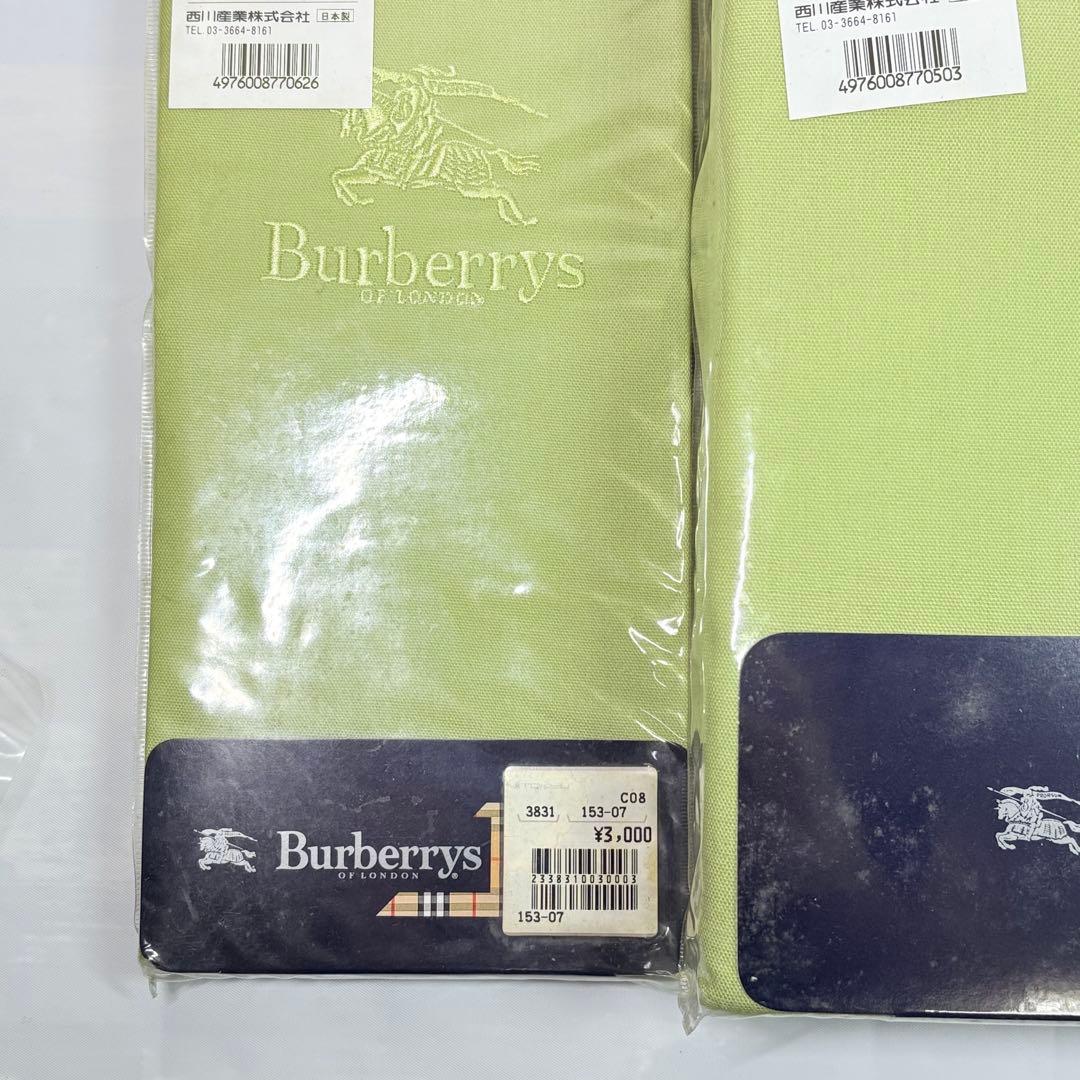 西川産業株式会社 日本製
TEL. 03-3664-8161
4976008770626
Burberrys
OF LONDON
Burberrys
OF LONDON ®
C08
3831 153-07
¥3,000
2338310030003
153-07
西川産業株式会社
TEL. 03-3664-8161
4976008770503
PRORSUM